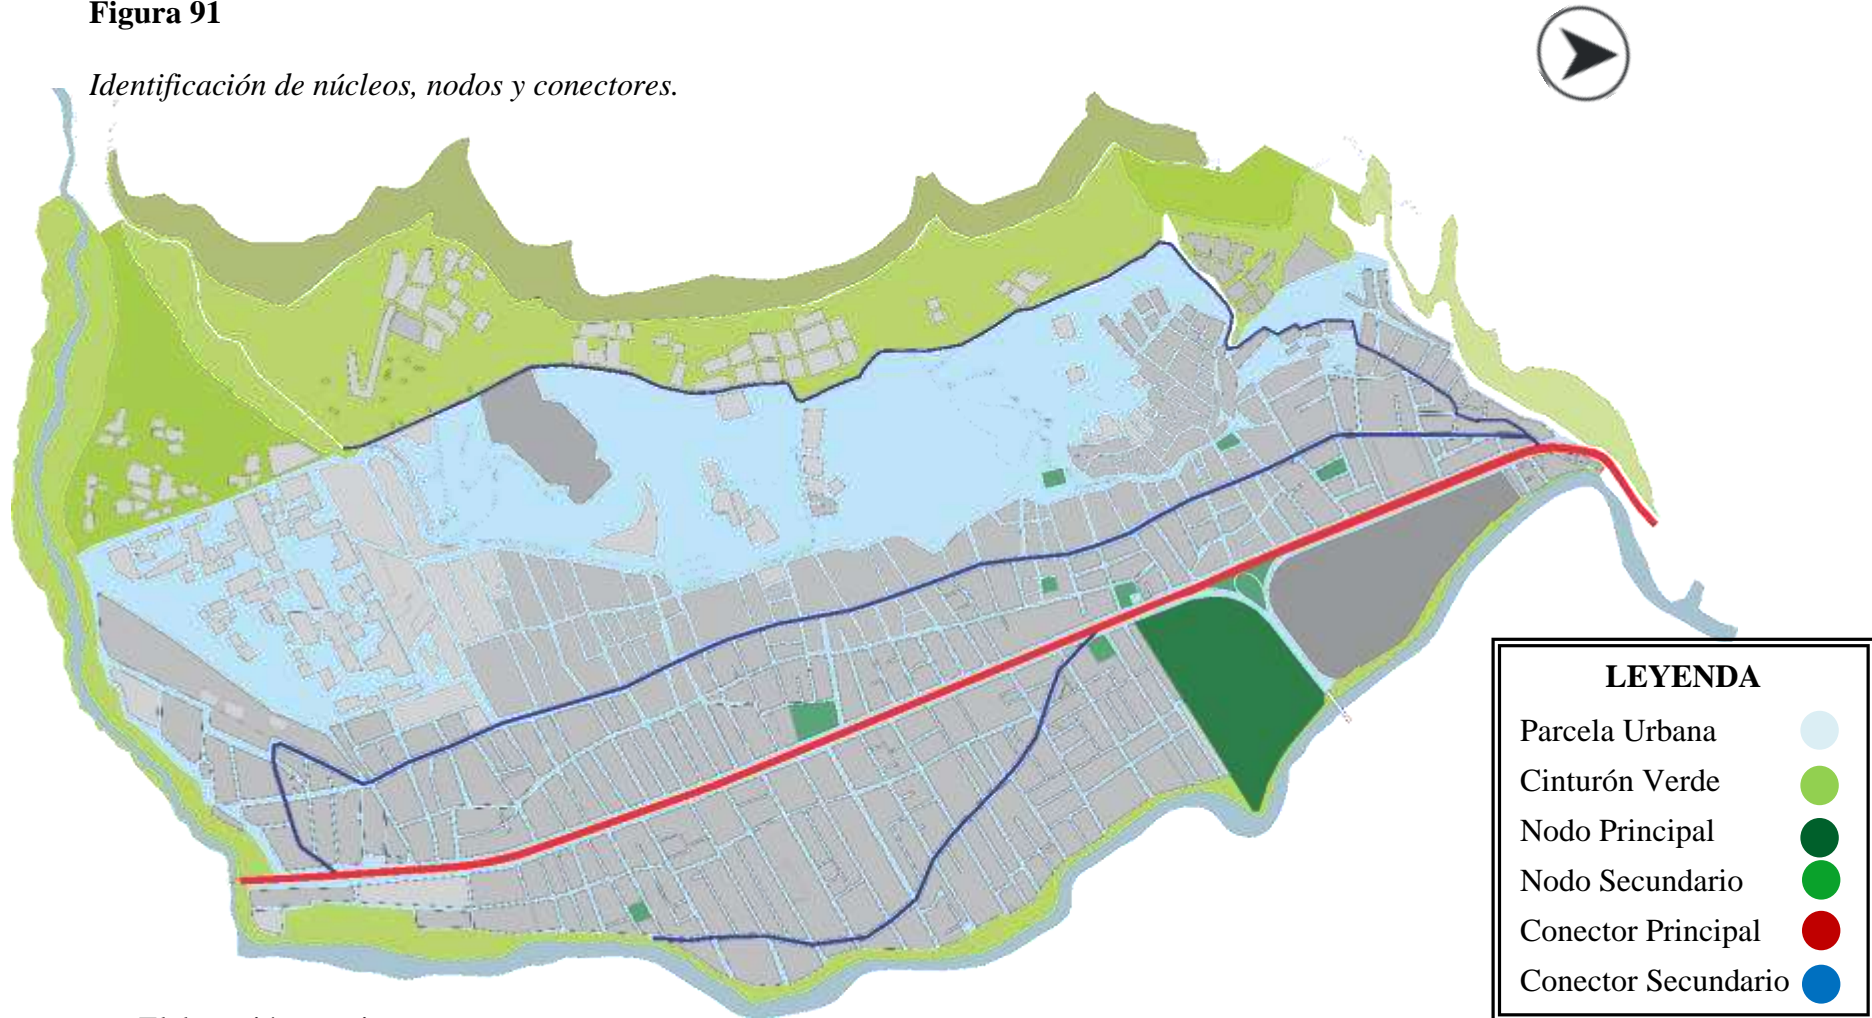 Figura 91
Identificación de núcleos, nodos y conectores.
LEYENDA
Parcela Urbana
Cinturón Verde
Nodo Principal
Nodo Secundario
Conector Principal
Conector Secundario